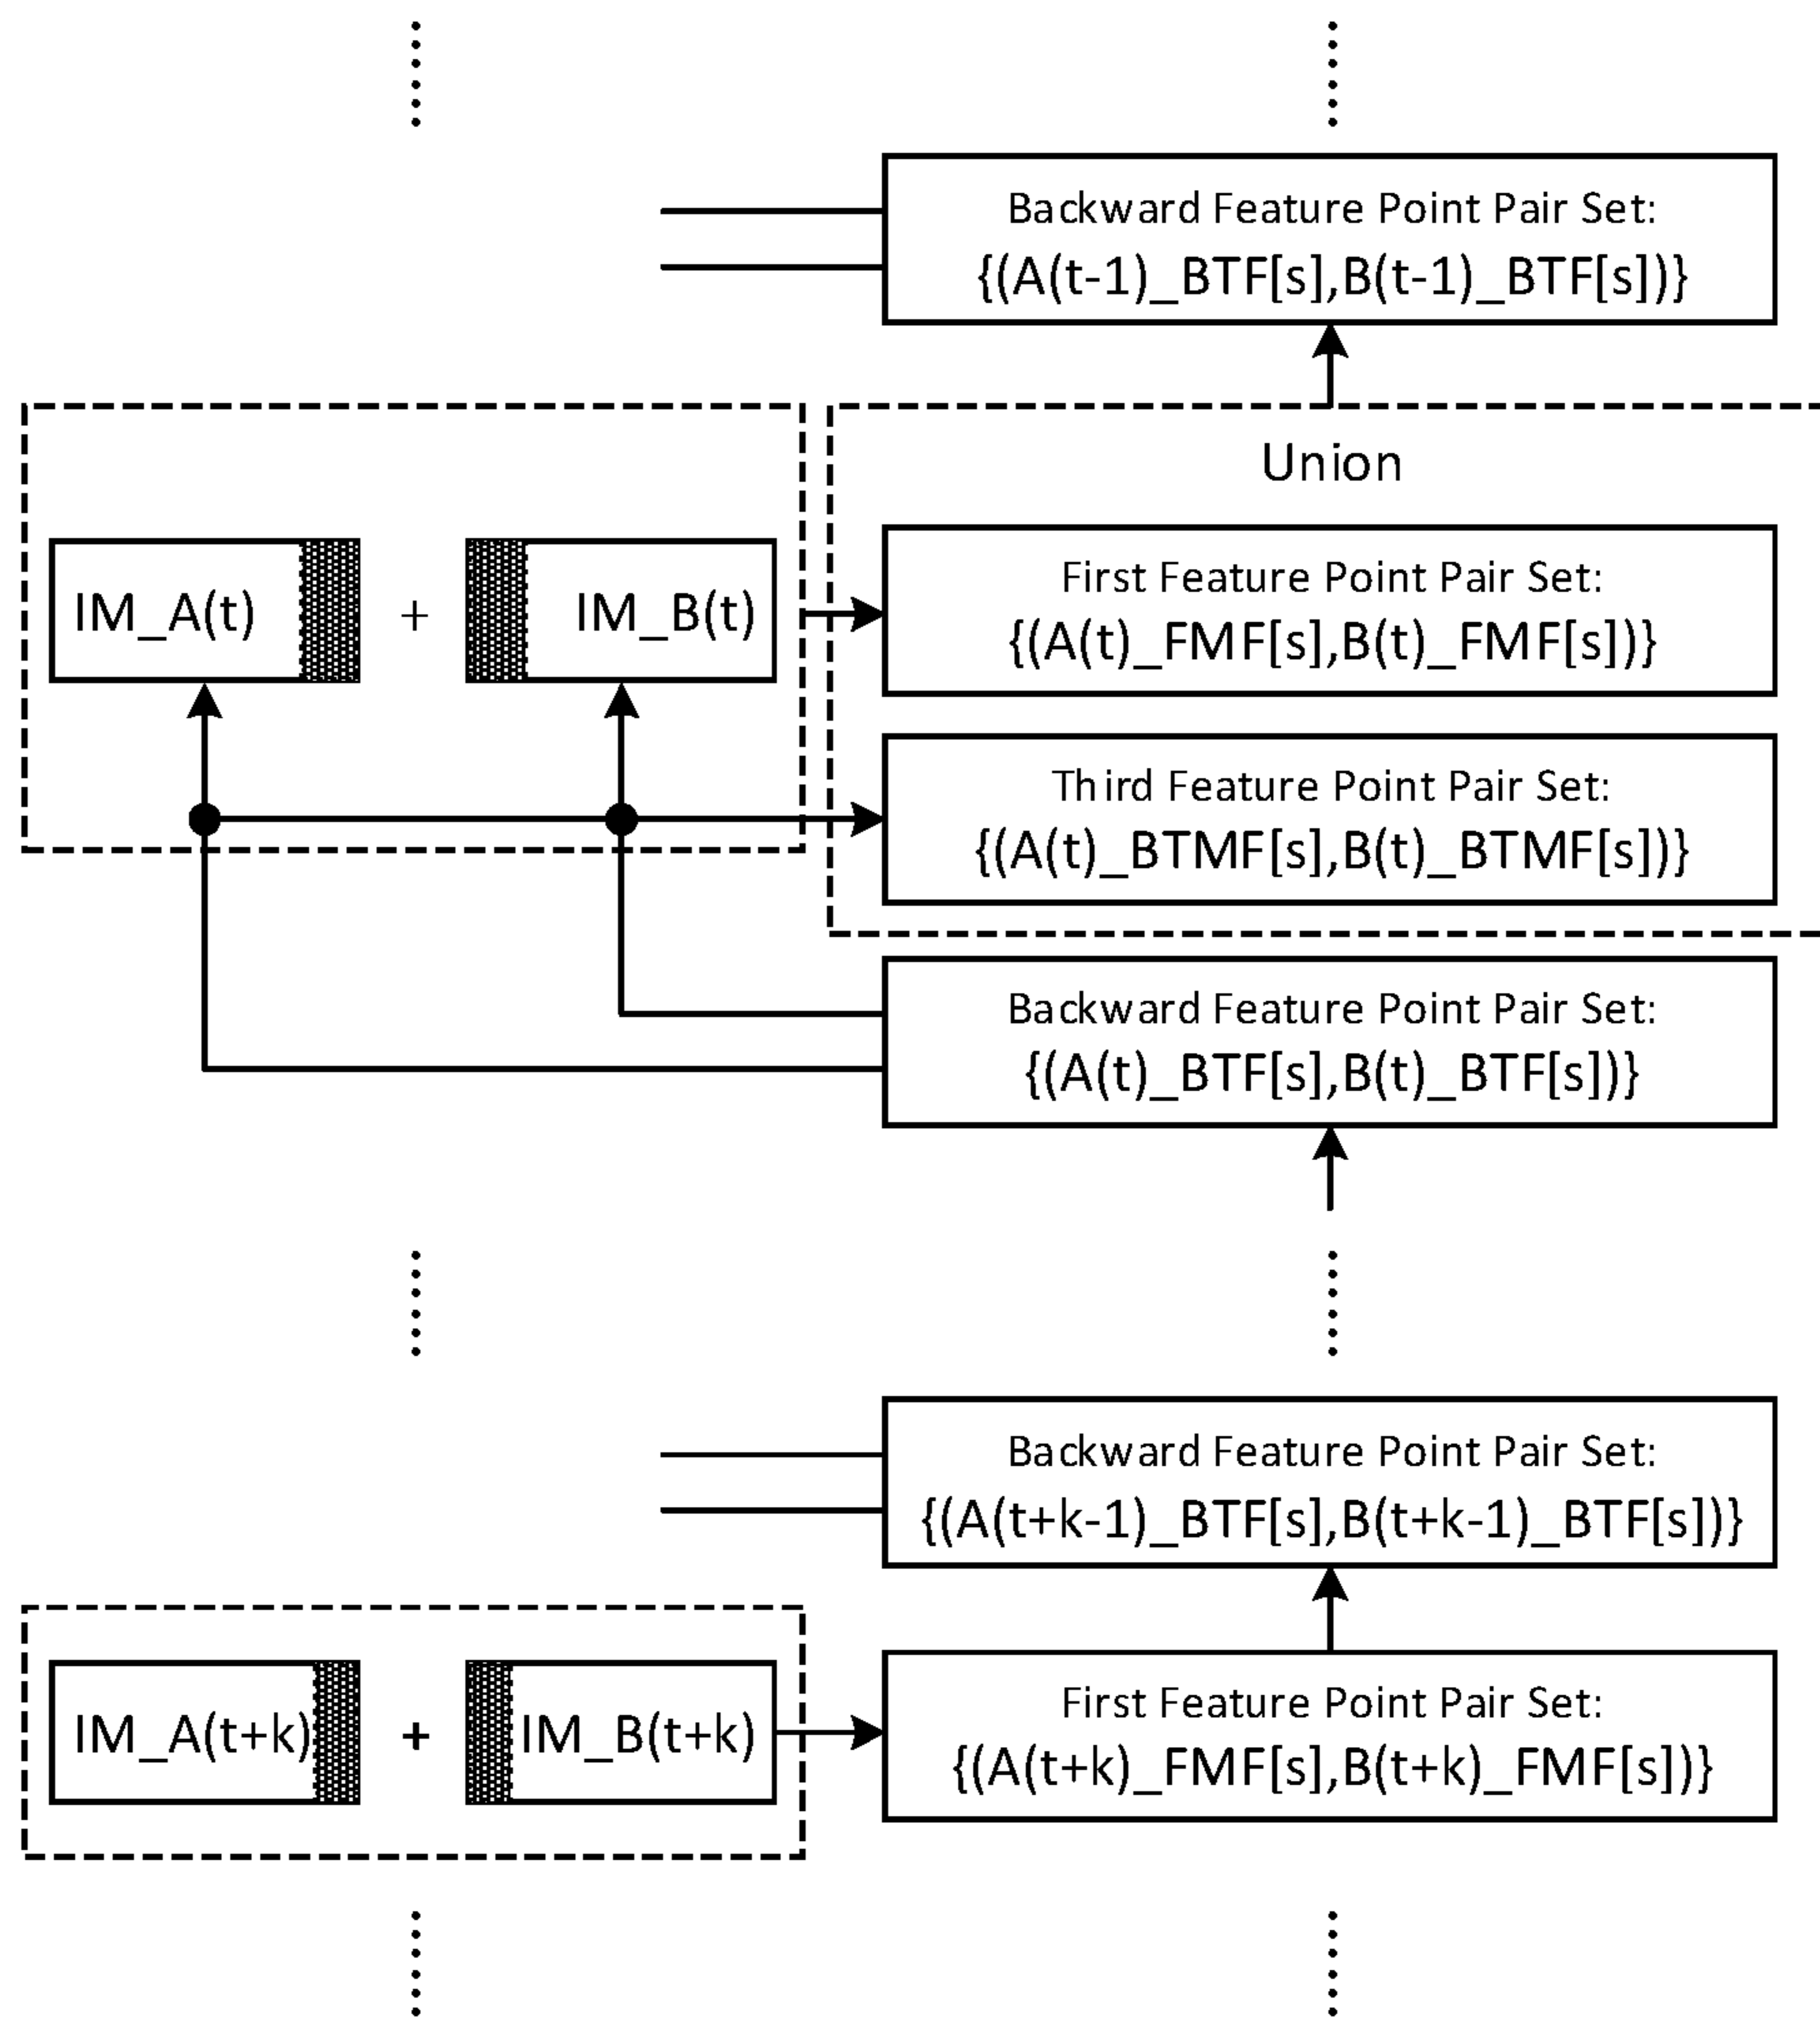 Backward Feature Point Pair Set:
{(A(t-1)_BTF[s],B(t-1)_BTF[s])}
Union
IM_A(t) + IM_B(t)
First Feature Point Pair Set:
{(A(t)_FMF[s],B(t)_FMF[s])}
Third Feature Point Pair Set:
{(A(t)_BTMF[s],B(t)_BTMF[s])}
Backward Feature Point Pair Set:
{(A(t)_BTF[s],B(t)_BTF[s])}
Backward Feature Point Pair Set:
{(A(t+k-1)_BTF[s],B(t+k-1)_BTF[s])}
IM_A(t+k) + IM_B(t+k)
First Feature Point Pair Set:
{(A(t+k)_FMF[s],B(t+k)_FMF[s])}